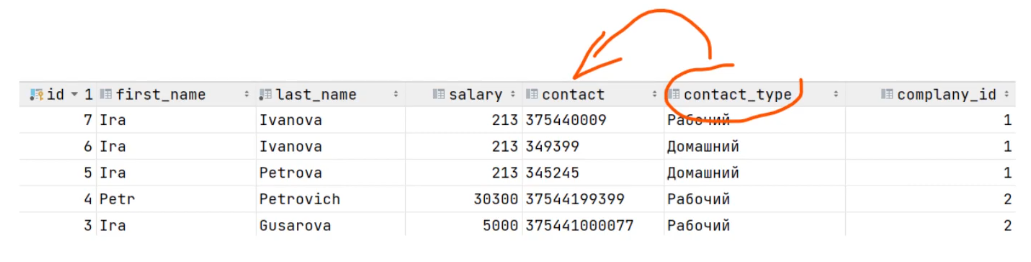 id 1 first_name last_name salary contact contact_type complany_id
7 Ira Ivanova 213 375440009 Рабочий 1
6 Ira Ivanova 213 349399 Домашний 1
5 Ira Petrova 213 345245 Домашний 1
4 Petr Petrovich 30300 37544199399 Рабочий 2
3 Ira Gusarova 5000 375441000077 Рабочий 2